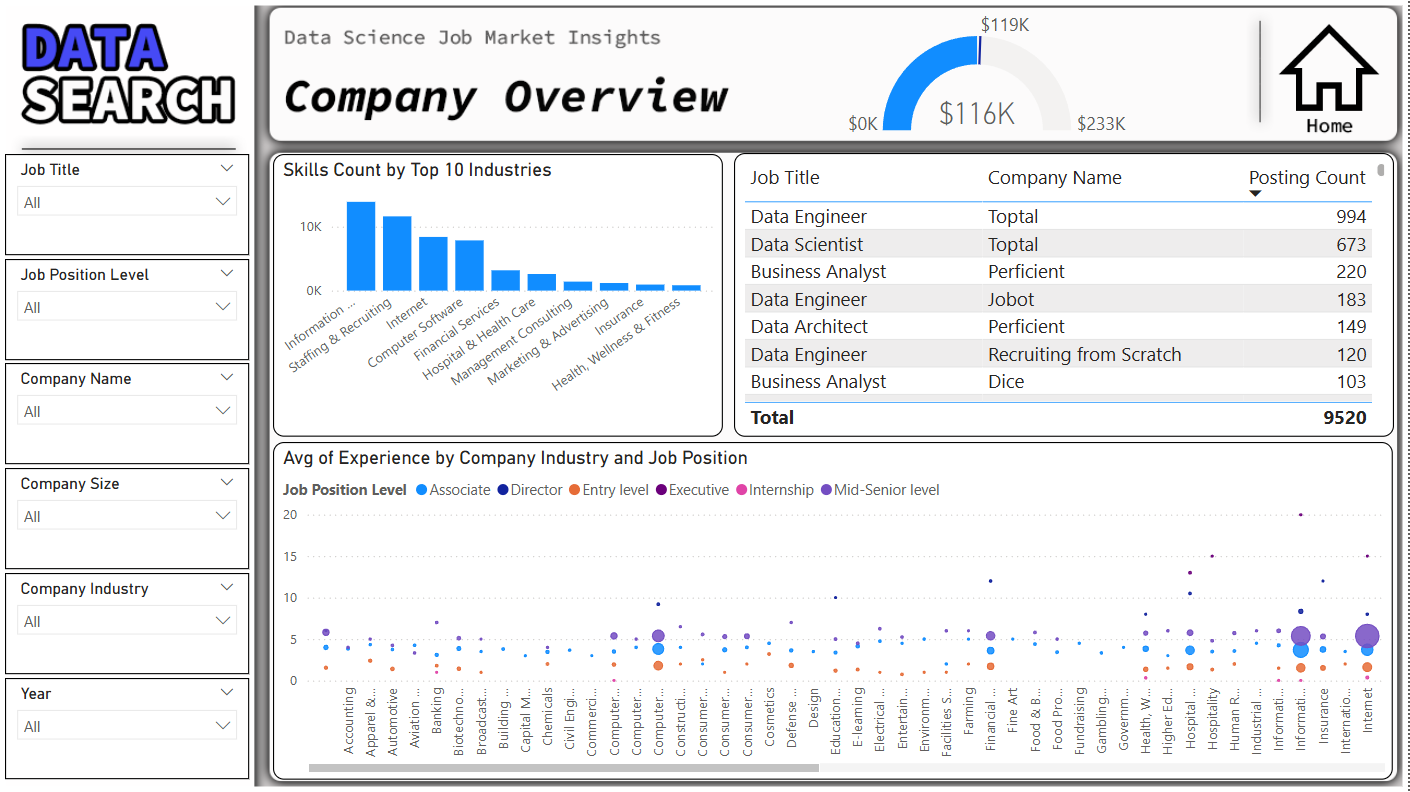 DATA
SEARCH
Data Science Job Market Insights
Company Overview
$119K
$116K
$0K
$233K
Home
Job Title
All
Job Position Level
All
Company Name
All
Company Size
All
Company Industry
All
Year
All
Skills Count by Top 10 Industries
10K
0K
Information ...
Staffing & Recruiting
Internet
Computer Software
Financial Services
Hospital & Health Care
Management Consulting
Marketing & Advertising
Insurance
Health, Wellness & Fitness
Job Title Company Name Posting Count
Data Engineer Toptal 994
Data Scientist Toptal 673
Business Analyst Perficient 220
Data Engineer Jobot 183
Data Architect Perficient 149
Data Engineer Recruiting from Scratch 120
Business Analyst Dice 103
Total 9520
Avg of Experience by Company Industry and Job Position
Job Position Level Associate Director Entry level Executive Internship Mid-Senior level
20
15
10
5
0
Accounting
Apparel &...
Automotive
Aviation ...
Banking
Biotechno...
Broadcast...
Building ...
Capital M...
Chemicals
Civil Engi...
Commerci...
Computer...
Computer...
Computer...
Constructi...
Consumer...
Consumer...
Consumer...
Cosmetics
Defense ...
Design
Education...
E-learning
Electrical ...
Entertain...
Environm...
Facilities S...
Farming
Financial ...
Fine Art
Food & B...
Food Pro...
Fundraising
Gambling...
Governm...
Health, W...
Higher Ed...
Hospital ...
Hospitality
Human R...
Industrial ...
Informati...
Informati...
Insurance
Internatio...
Internet